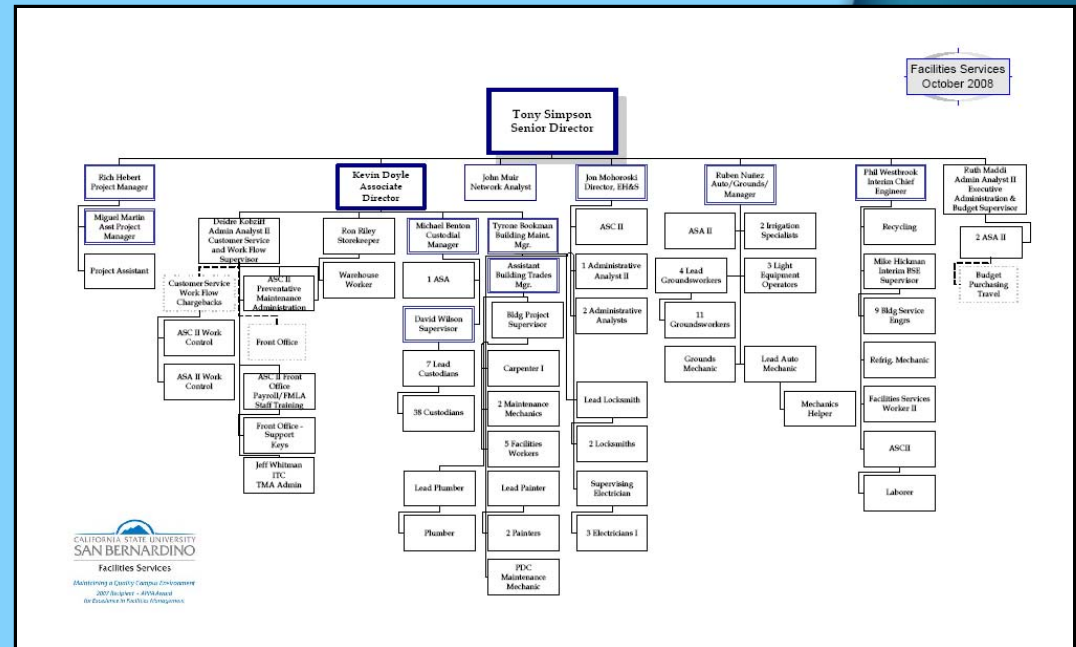 Facilities Services
October 2008
Tony Simpson
Senior Director
Rich Hebert
Project Manager
Miguel Martin
Asst Project
Manager
Project Assistant
Kevin Doyle
Associate
Director
Deidre Kobziff
Admin Analyst II
Customer Service
and Work Flow
Supervisor
Customer Service
Work Flow
Chargebacks
ASC II Work
Control
ASA II Work
Control
ASC II
Preventative
Maintenance
Administration
Front Office
ASC II Front
Office
Payroll/FMLA
Staff Training
Front Office -
Support
Keys
Jeff Whitman
ITC
TMA Admin
Ron Riley
Storekeeper
Warehouse
Worker
Michael Benton
Custodial
Manager
1 ASA
David Wilson
Supervisor
7 Lead
Custodians
38 Custodians
Tyrone Bookman
Building Maint.
Mgr.
Assistant
Building Trades
Mgr.
Bldg Project
Supervisor
Carpenter I
2 Maintenance
Mechanics
5 Facilities
Workers
Lead Plumber
Plumber
Lead Painter
2 Painters
PDC
Maintenance
Mechanic
Lead Locksmith
2 Locksmiths
Supervising
Electrician
3 Electricians I
John Muir
Network Analyst
Jon Mohoroski
Director, EH&S
ASC II
1 Administrative
Analyst II
2 Administrative
Analysts
Ruben Nuñez
Auto/Grounds/
Manager
ASA II
2 Irrigation
Specialists
4 Lead
Groundsworkers
3 Light
Equipment
Operators
11
Groundsworkers
Grounds
Mechanic
Lead Auto
Mechanic
Mechanics
Helper
Phil Westbrook
Interim Chief
Engineer
Recycling
Mike Hickman
Interim BSE
Supervisor
9 Bldg Service
Engrs
Refrig. Mechanic
Facilities Services
Worker II
ASCII
Laborer
Ruth Maddi
Admin Analyst II
Executive
Administration &
Budget Supervisor
2 ASA II
Budget
Purchasing
Travel
CALIFORNIA STATE UNIVERSITY
SAN BERNARDINO
Facilities Services
Maintaining a Quality Campus Environment
2007 Recipient - APPA Award
for Excellence in Facilities Management